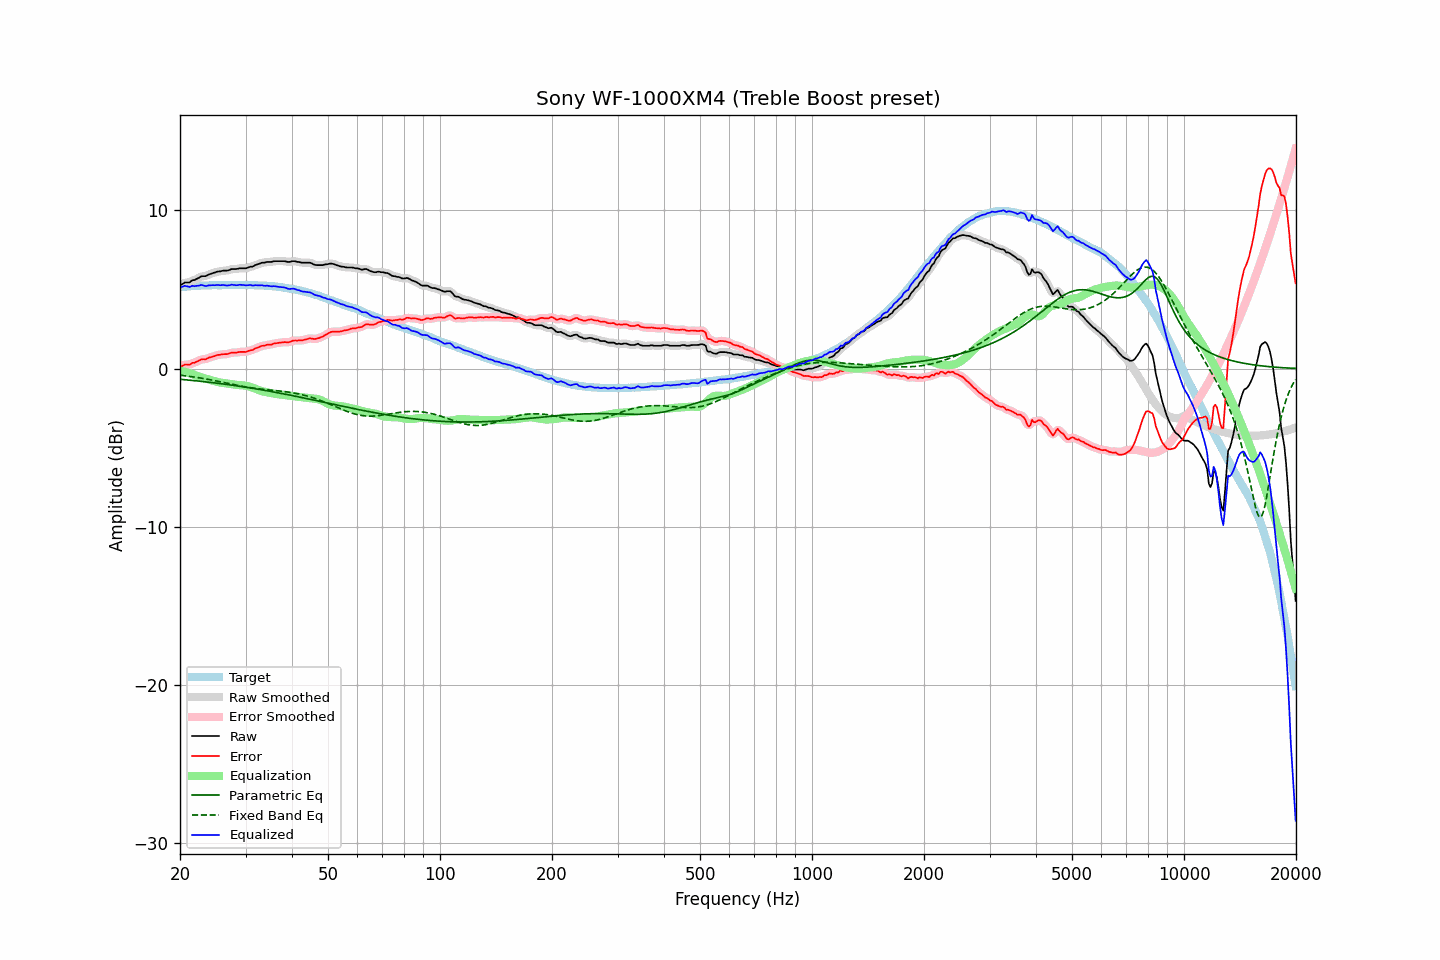 Sony WF-1000XM4 (Treble Boost preset)
Amplitude (dBr)
10
0
−10
−20
−30
Target
Raw Smoothed
Error Smoothed
Raw
Error
Equalization
Parametric Eq
Fixed Band Eq
Equalized
20 50 100 200 500 1000 2000 5000 10000 20000
Frequency (Hz)